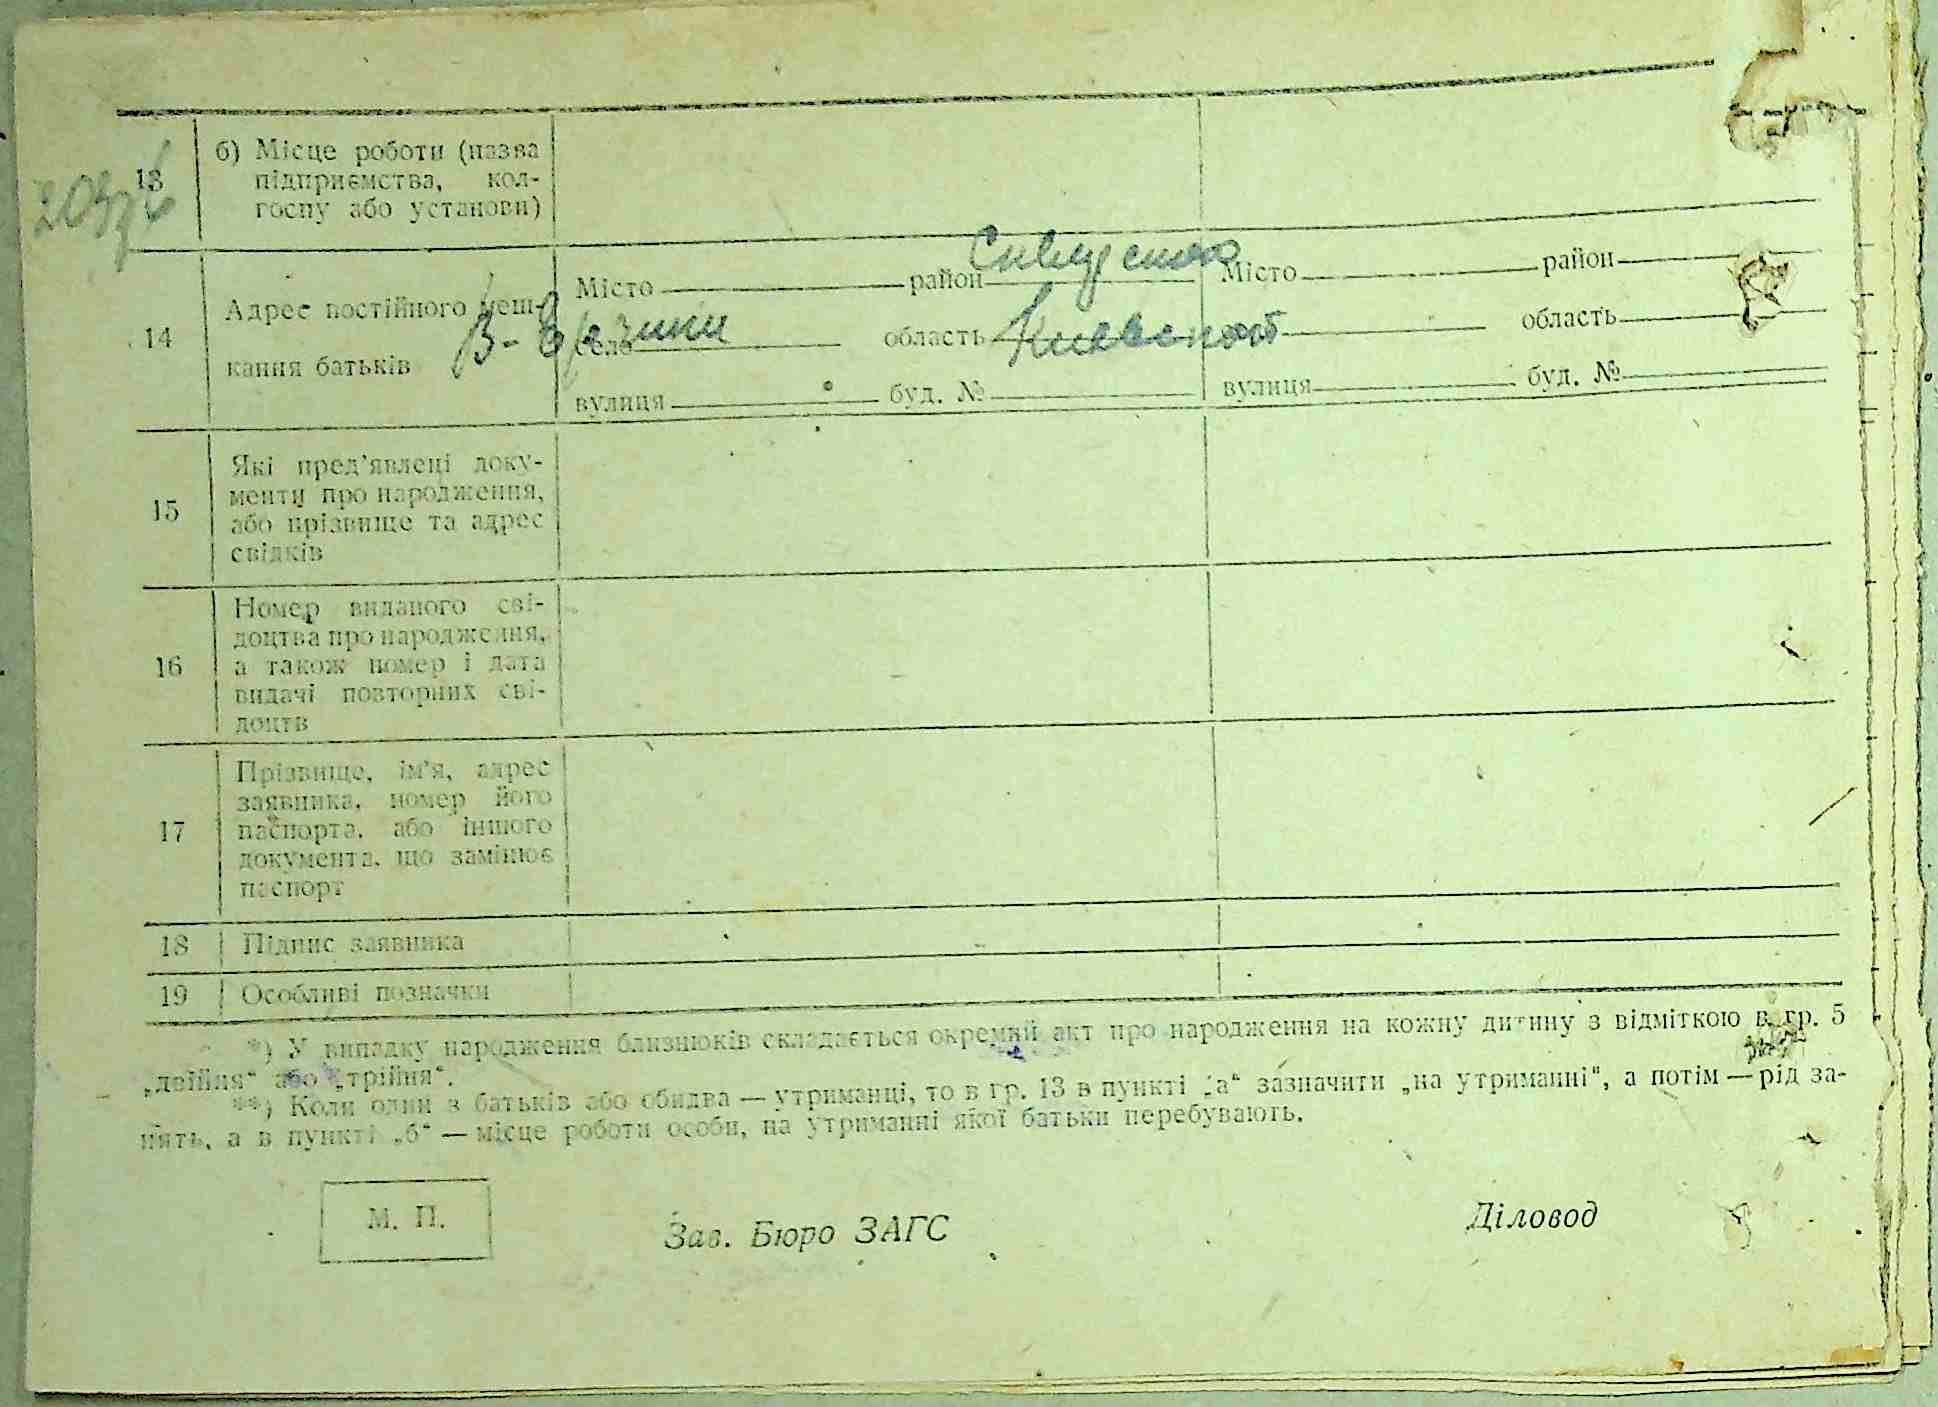 13
б) Місце роботи (назва
підприємства, кол-
госпу або установи)
14
Адрес постійного меш-
кання батьків
Місто район Місто район
село область Киевской область
вулиця буд. № вулиця буд. №
15
Які пред'явлені доку-
менти про народження,
або прізвище та адрес
свідків
16
Номер виданого сві-
доцтва про народження,
а також номер і дата
видачі повторних сві-
доцтв
17
Прізвище, ім'я, адрес
заявника, номер його
паспорта, або іншого
документа, що замінює
паспорт
18 Підпис заявника
19 Особливі позначки
*) У випадку народження близнюків складається окремий акт про народження на кожну дитину з відміткою в гр. 5
„двійня“ або „трійня“.
**) Коли один з батьків або обидва — утриманці, то в гр. 13 в пункті „а“ зазначити „на утриманні“, а потім — рід за-
нять, а в пункті „б“ — місце роботи особи, на утриманні якої батьки перебувають.
М. П.
Зав. Бюро ЗАГС
Діловод